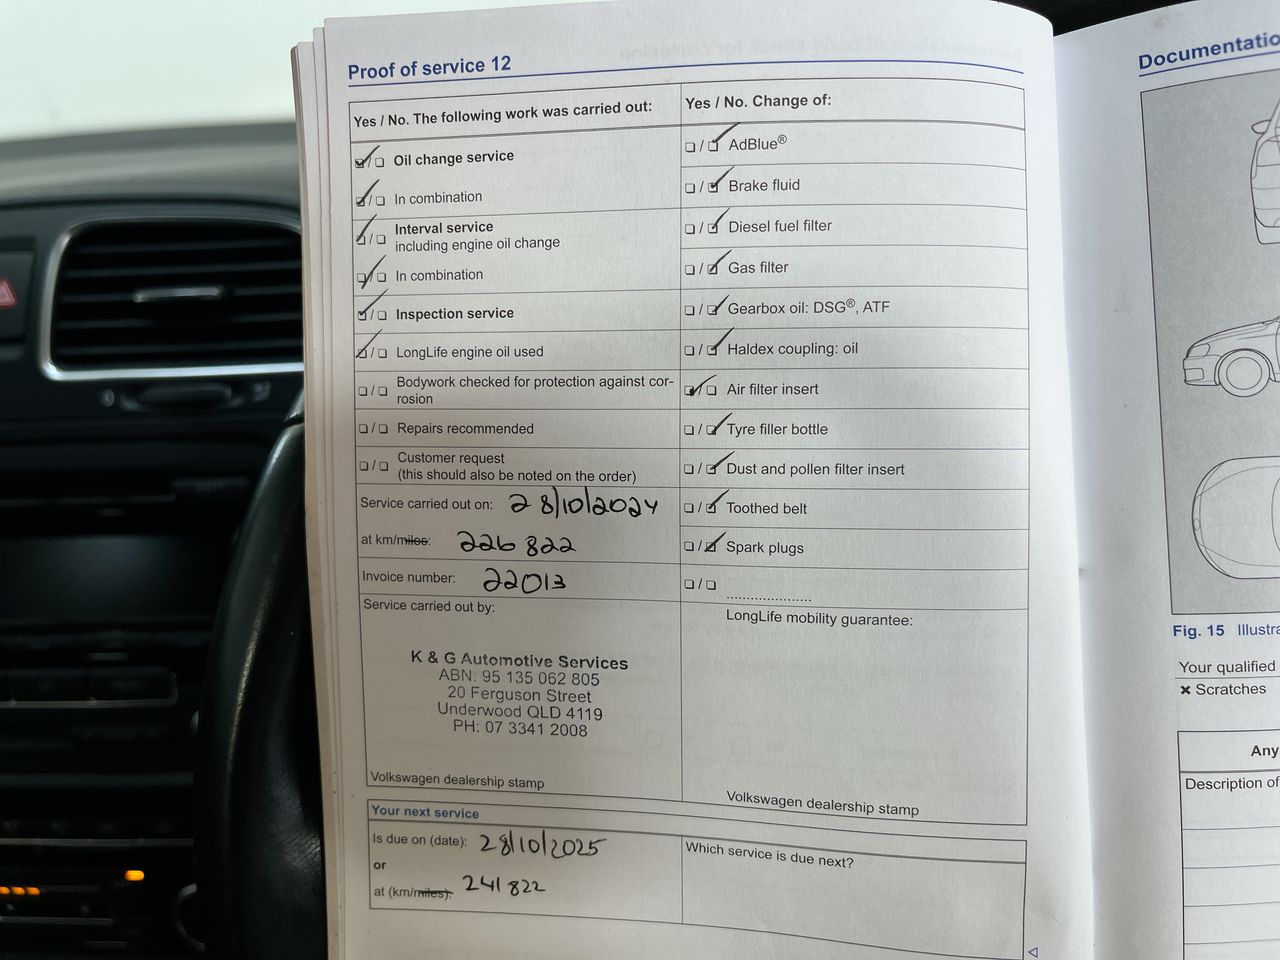 Proof of service 12
Yes / No. The following work was carried out:
Oil change service
In combination
Interval service
including engine oil change
In combination
Inspection service
LongLife engine oil used
Bodywork checked for protection against cor-
rosion
Repairs recommended
Customer request
(this should also be noted on the order)
Service carried out on: 28/10/2024
at km/miles: 226 822
Invoice number: 22013
Service carried out by:
K & G Automotive Services
ABN: 95 135 062 805
20 Ferguson Street
Underwood QLD 4119
PH: 07 3341 2008
Volkswagen dealership stamp
Yes / No. Change of:
AdBlue®
Brake fluid
Diesel fuel filter
Gas filter
Gearbox oil: DSG®, ATF
Haldex coupling: oil
Air filter insert
Tyre filler bottle
Dust and pollen filter insert
Toothed belt
Spark plugs
....................
LongLife mobility guarantee:
Volkswagen dealership stamp
Your next service
Is due on (date): 28/10/2025
or
at (km/miles): 241 822
Which service is due next?
Documentatio
Fig. 15 Illustra
Your qualified
× Scratches
Any
Description of